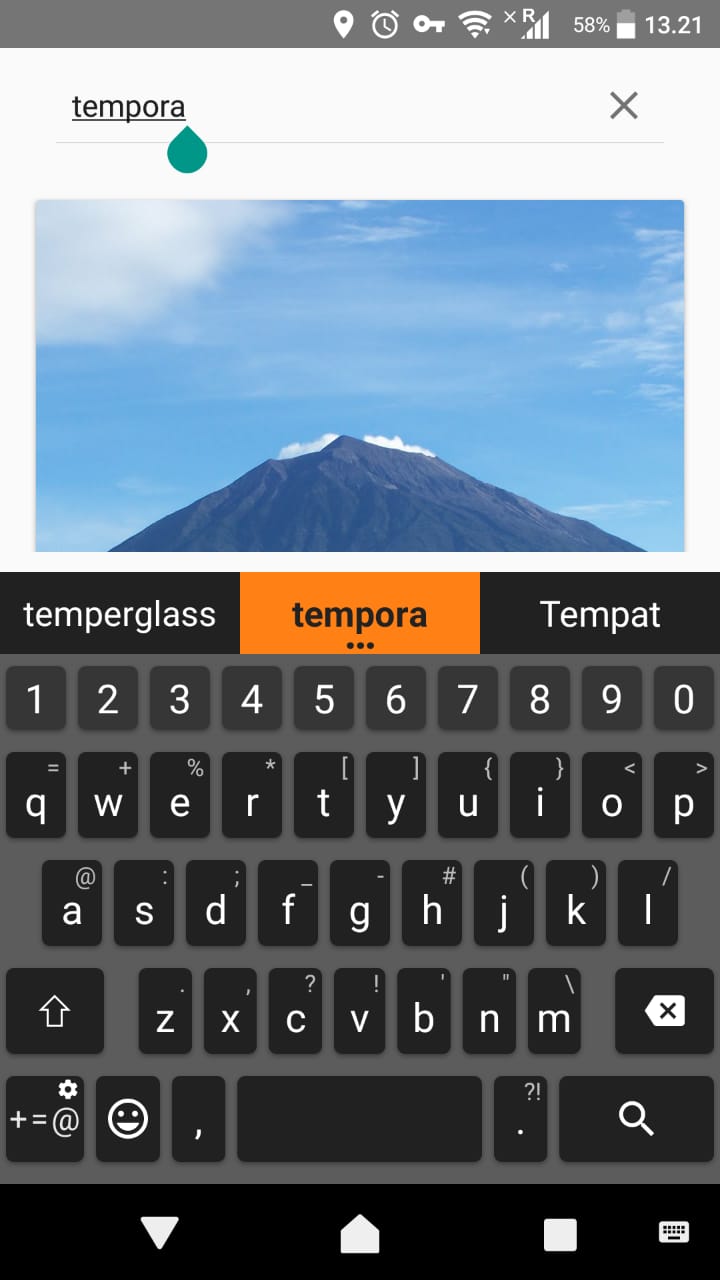 R 58% 13.21
tempora
temperglass tempora Tempat
1 2 3 4 5 6 7 8 9 0
= + % * [ ] { } < >
q w e r t y u i o p
@ : ; _ - # ( ) /
a s d f g h j k l
. , ? ! ' " \
z x c v b n m
?!
+=@ , .